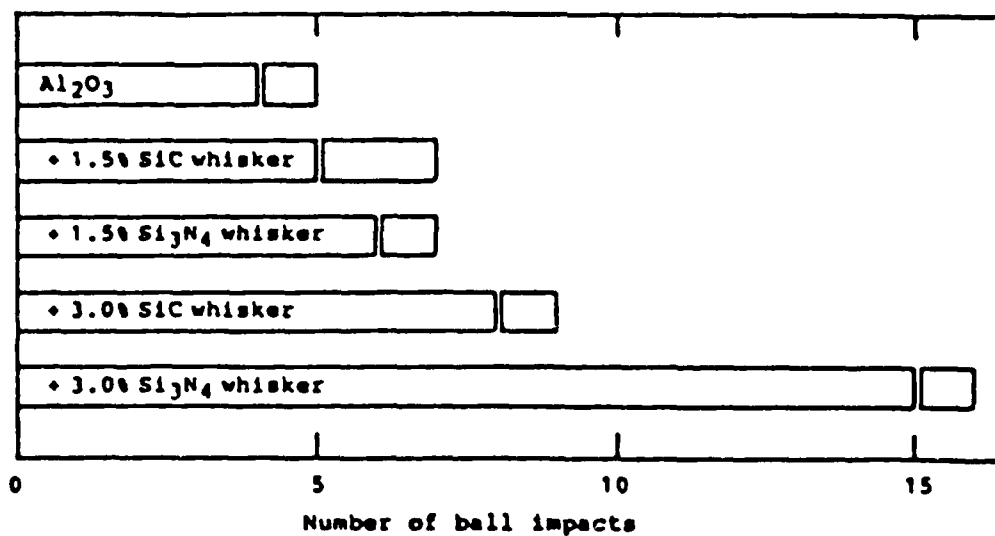 Al₂O₃
+ 1.5% SiC whisker
+ 1.5% Si₃N₄ whisker
+ 3.0% SiC whisker
+ 3.0% Si₃N₄ whisker
0 5 10 15
Number of ball impacts